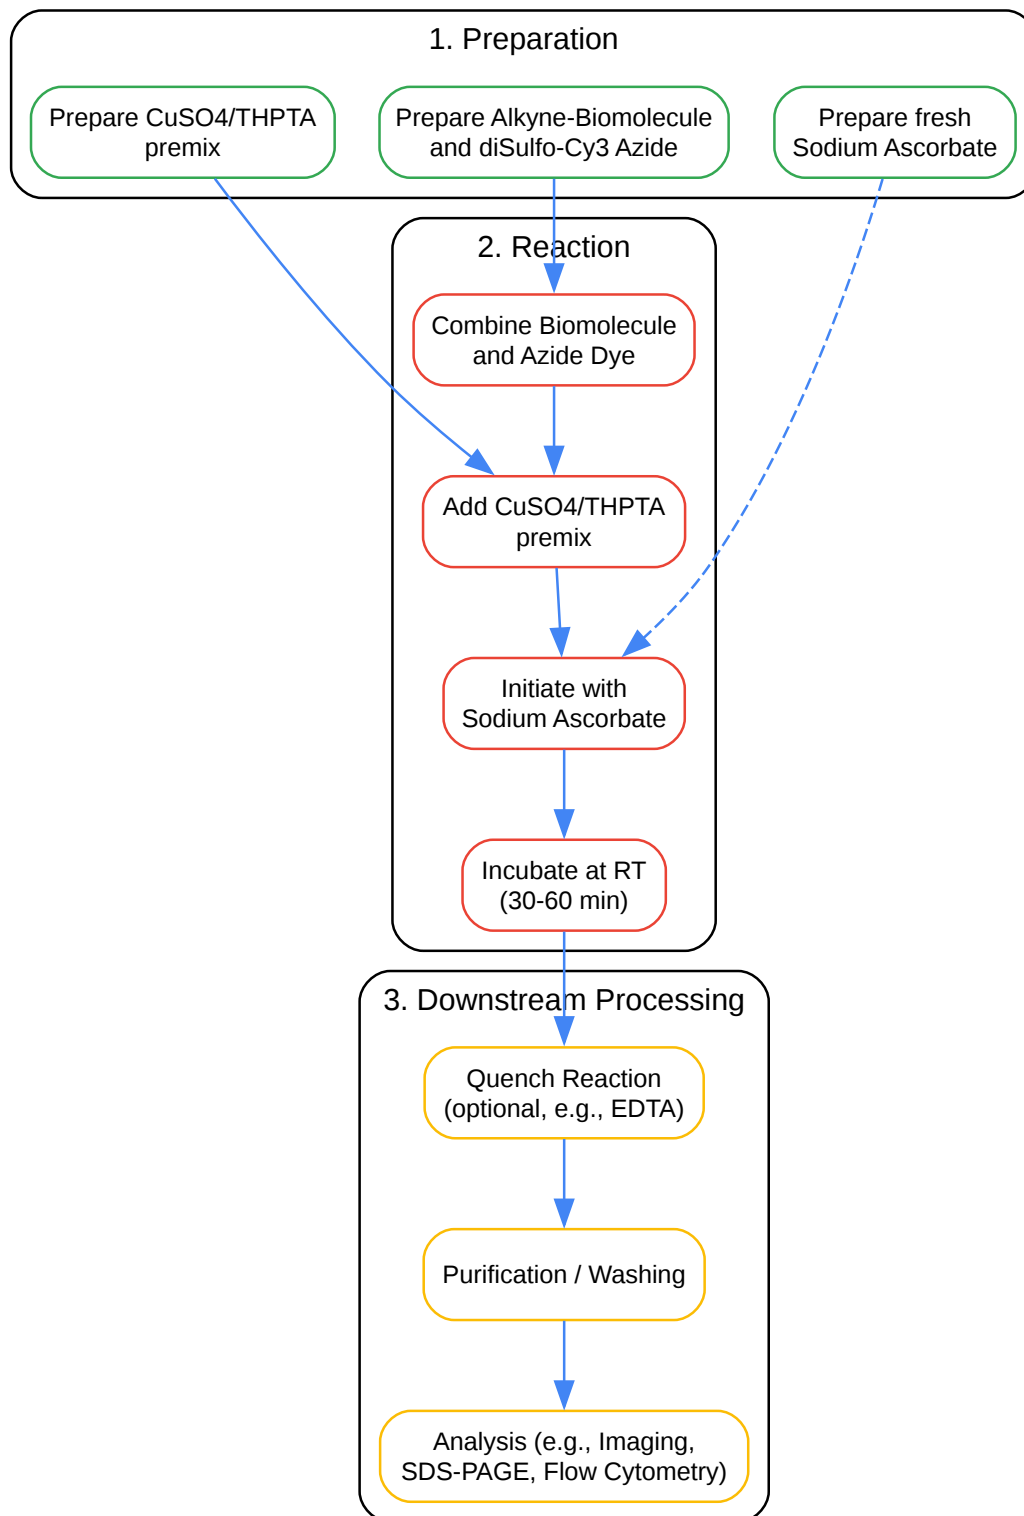 1. Preparation
Prepare CuSO4/THPTA
premix
Prepare Alkyne-Biomolecule
and diSulfo-Cy3 Azide
Prepare fresh
Sodium Ascorbate
2. Reaction
Combine Biomolecule
and Azide Dye
Add CuSO4/THPTA
premix
Initiate with
Sodium Ascorbate
Incubate at RT
(30-60 min)
3. Downstream Processing
Quench Reaction
(optional, e.g., EDTA)
Purification / Washing
Analysis (e.g., Imaging,
SDS-PAGE, Flow Cytometry)